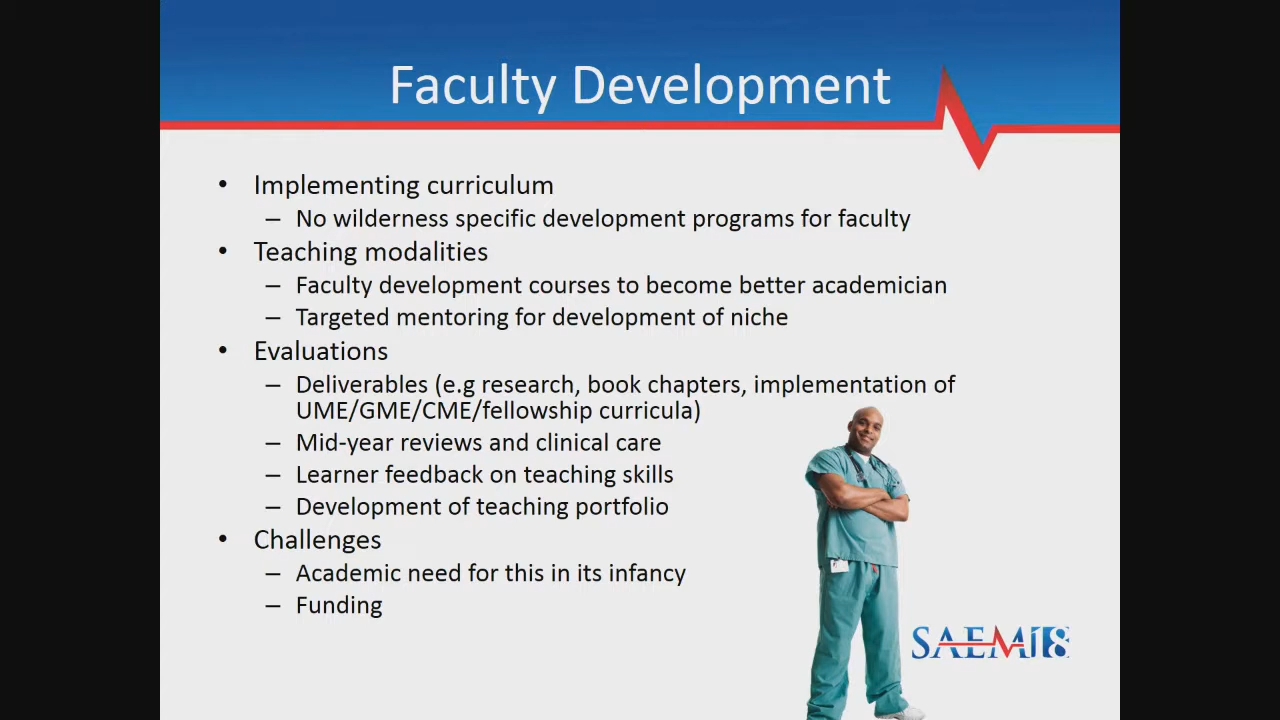 Faculty Development
• Implementing curriculum
– No wilderness specific development programs for faculty
• Teaching modalities
– Faculty development courses to become better academician
– Targeted mentoring for development of niche
• Evaluations
– Deliverables (e.g research, book chapters, implementation of
UME/GME/CME/fellowship curricula)
– Mid-year reviews and clinical care
– Learner feedback on teaching skills
– Development of teaching portfolio
• Challenges
– Academic need for this in its infancy
– Funding
SAEM18